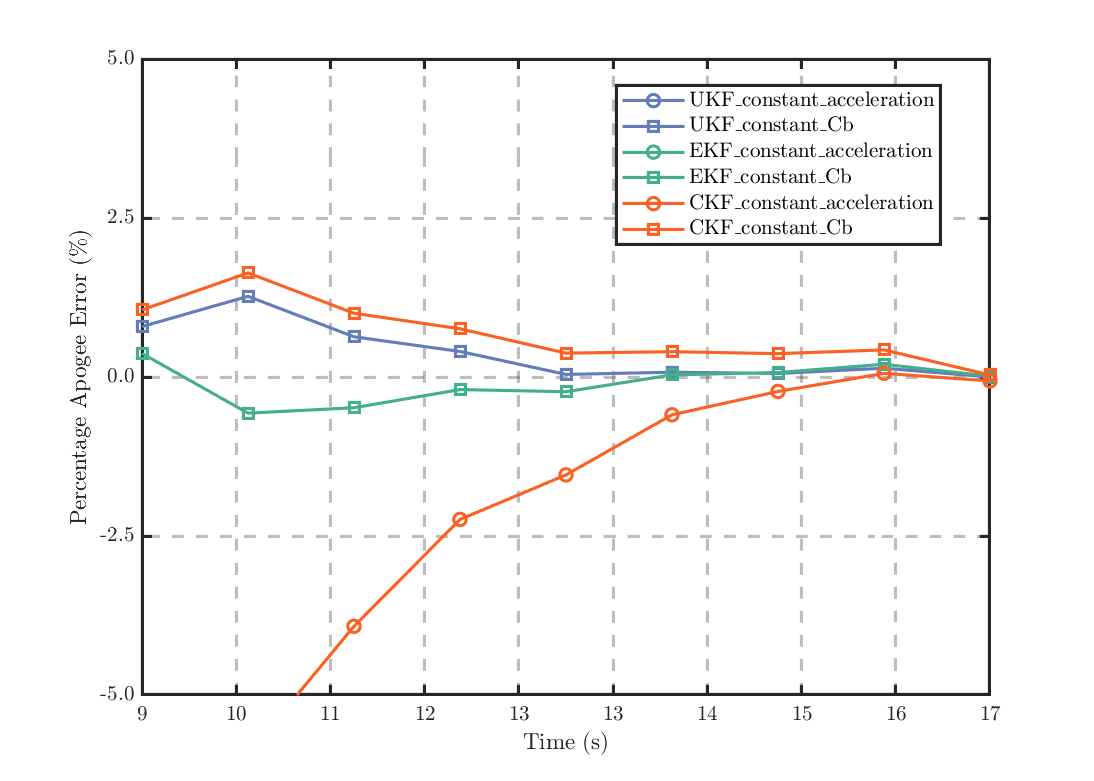 5.0
2.5
0.0
-2.5
-5.0
Percentage Apogee Error (%)
UKF_constant_acceleration
UKF_constant_Cb
EKF_constant_acceleration
EKF_constant_Cb
CKF_constant_acceleration
CKF_constant_Cb
9 10 11 12 13 13 14 15 16 17
Time (s)